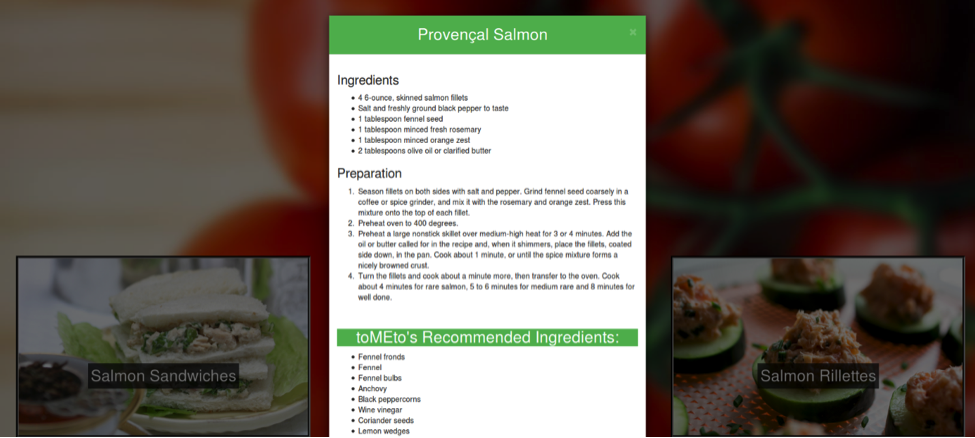 Provençal Salmon
×
Ingredients
• 4 6-ounce, skinned salmon fillets
• Salt and freshly ground black pepper to taste
• 1 tablespoon fennel seed
• 1 tablespoon minced fresh rosemary
• 1 tablespoon minced orange zest
• 2 tablespoons olive oil or clarified butter
Preparation
1. Season fillets on both sides with salt and pepper. Grind fennel seed coarsely in a
coffee or spice grinder, and mix it with the rosemary and orange zest. Press this
mixture onto the top of each fillet.
2. Preheat oven to 400 degrees.
3. Preheat a large nonstick skillet over medium-high heat for 3 or 4 minutes. Add the
oil or butter called for in the recipe and, when it shimmers, place the fillets, coated
side down, in the pan. Cook about 1 minute, or until the spice mixture forms a
nicely browned crust.
4. Turn the fillets and cook about a minute more, then transfer to the oven. Cook
about 4 minutes for rare salmon, 5 to 6 minutes for medium rare and 8 minutes for
well done.
toMEto's Recommended Ingredients:
• Fennel fronds
• Fennel
• Fennel bulbs
• Anchovy
• Black peppercorns
• Wine vinegar
• Coriander seeds
• Lemon wedges
Salmon Sandwiches
Salmon Rillettes